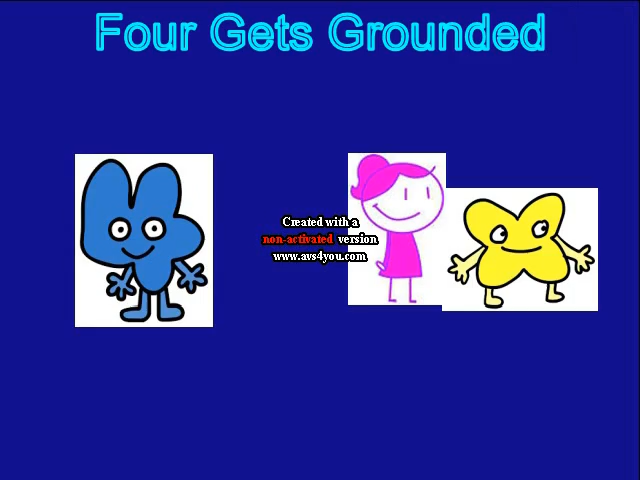 Four Gets Grounded
Created with a
non-activated version
www.avs4you.com